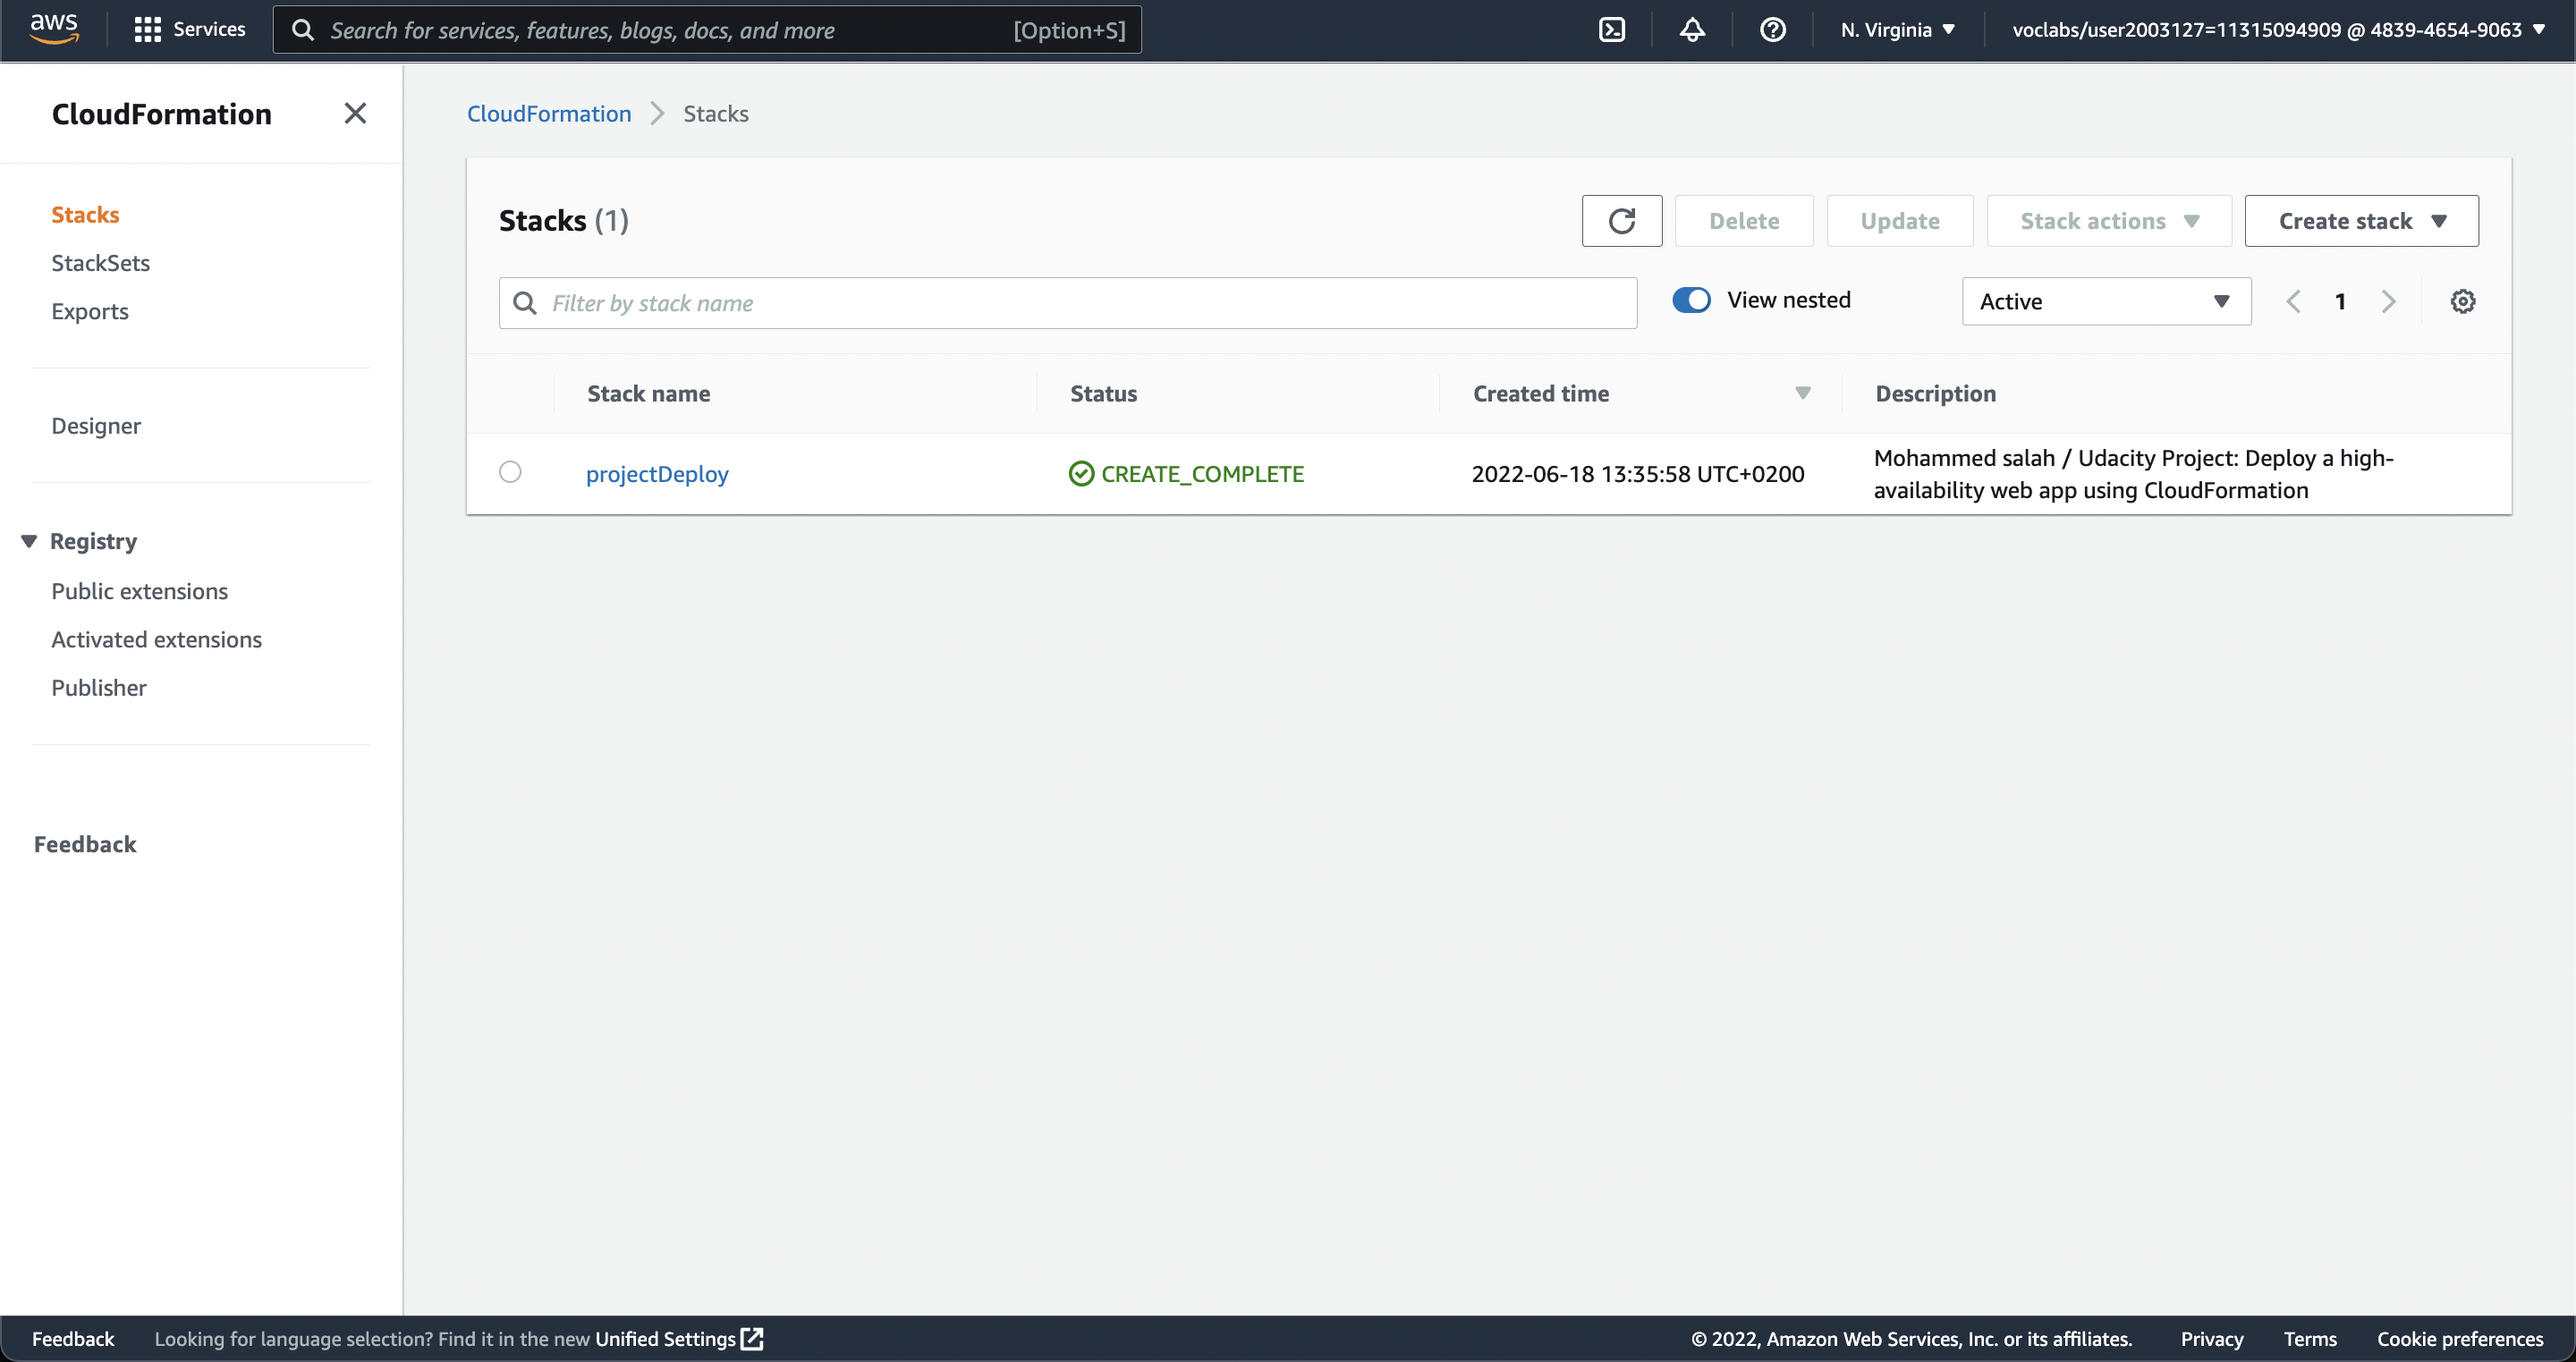 aws
Services
Search for services, features, blogs, docs, and more
[Option+S]
N. Virginia
voclabs/user2003127=11315094909 @ 4839-4654-9063
CloudFormation
Stacks
StackSets
Exports
Designer
Registry
Public extensions
Activated extensions
Publisher
Feedback
CloudFormation
Stacks
Stacks (1)
Delete
Update
Stack actions
Create stack
Filter by stack name
View nested
Active
1
Stack name
Status
Created time
Description
projectDeploy
CREATE_COMPLETE
2022-06-18 13:35:58 UTC+0200
Mohammed salah / Udacity Project: Deploy a high-
availability web app using CloudFormation
Feedback
Looking for language selection? Find it in the new Unified Settings
© 2022, Amazon Web Services, Inc. or its affiliates.
Privacy
Terms
Cookie preferences